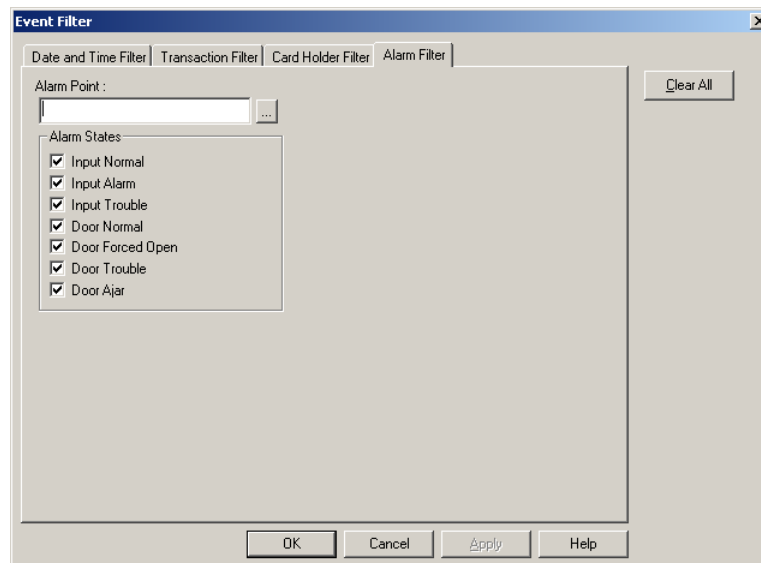 Event Filter
Date and Time Filter Transaction Filter Card Holder Filter Alarm Filter
Alarm Point :
...
Clear All
Alarm States
Input Normal
Input Alarm
Input Trouble
Door Normal
Door Forced Open
Door Trouble
Door Ajar
OK Cancel Apply Help